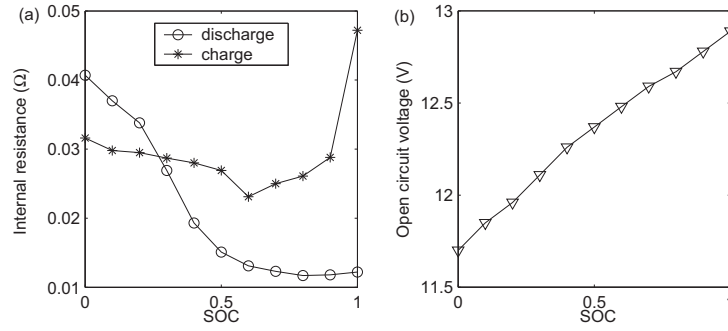 (a)
0.05
0.04
0.03
0.02
0.01
Internal resistance (Ω)
discharge
charge
0
0.5
1
SOC
(b)
13
12.5
12
11.5
Open circuit voltage (V)
0
0.5
1
SOC